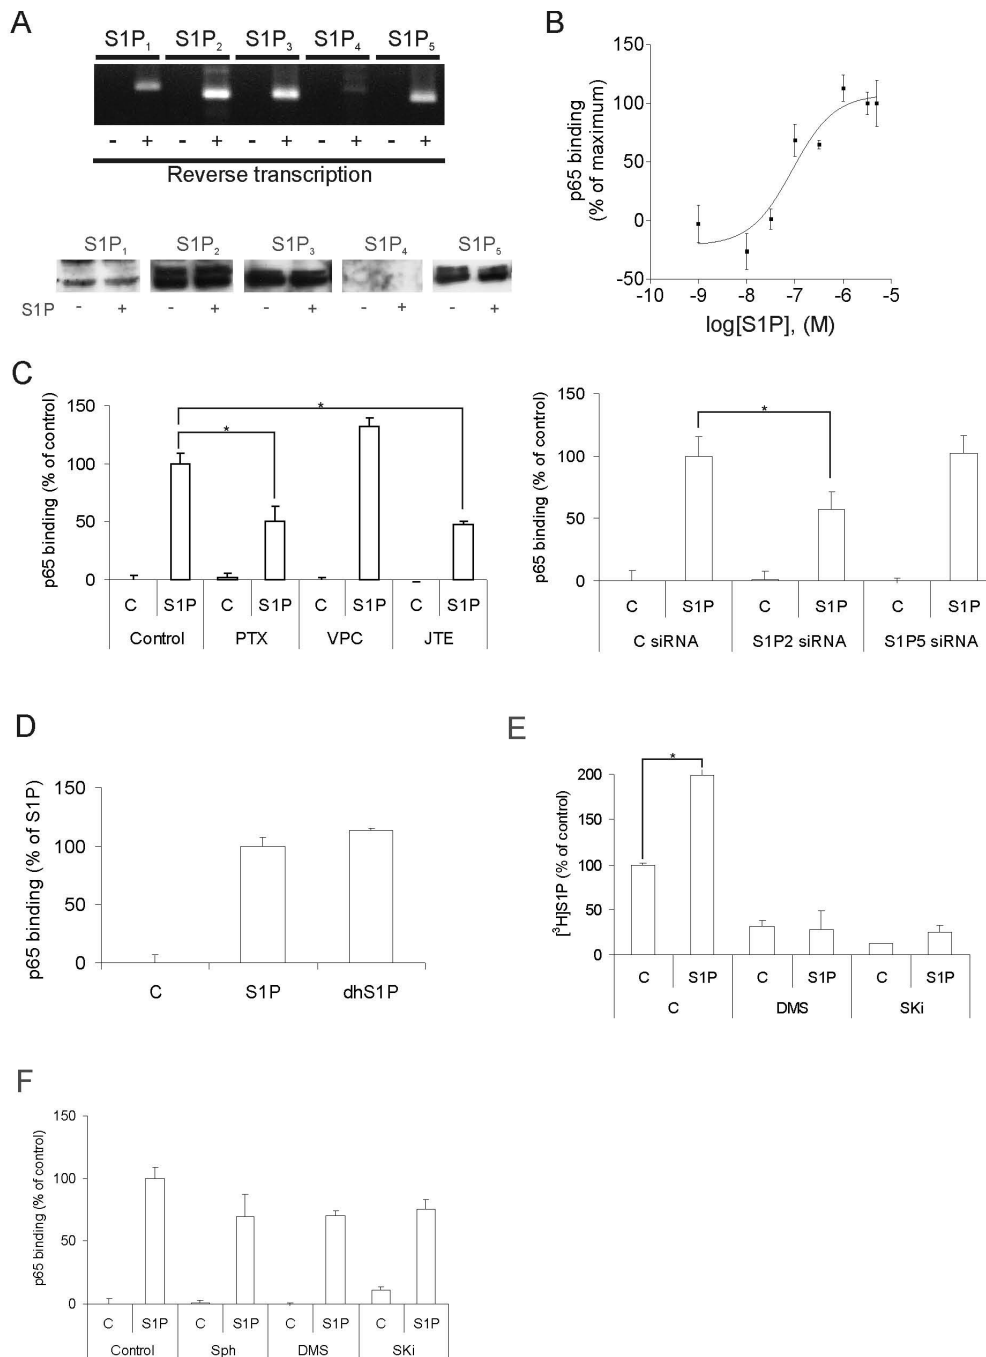 A
S1P1 S1P2 S1P3 S1P4 S1P5
- + - + - + - + - +
Reverse transcription
S1P1 S1P2 S1P3 S1P4 S1P5
S1P - + - + - + - + - +
B
p65 binding
(% of maximum)
150
100
50
0
-50
-10 -9 -8 -7 -6 -5
log[S1P], (M)
C
p65 binding (% of control)
150
100
50
0
* *
C S1P C S1P C S1P C S1P
Control PTX VPC JTE
p65 binding (% of control)
150
100
50
0
*
C S1P C S1P C S1P
C siRNA S1P2 siRNA S1P5 siRNA
D
p65 binding (% of S1P)
150
100
50
0
C S1P dhS1P
E
[3H]S1P (% of control)
200
150
100
50
0
*
C S1P C S1P C S1P
C DMS SKi
F
p65 binding (% of control)
150
100
50
0
C S1P C S1P C S1P C S1P
Control Sph DMS SKi